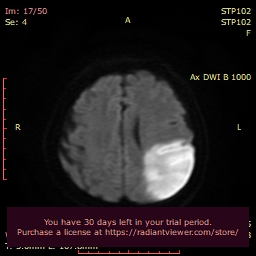 Im: 17/50
STP102
Se: 4
STP102
F
A
Ax DWI B 1000
R
L
You have 30 days left in your trial period.
Purchase a license at https://radiantviewer.com/store/